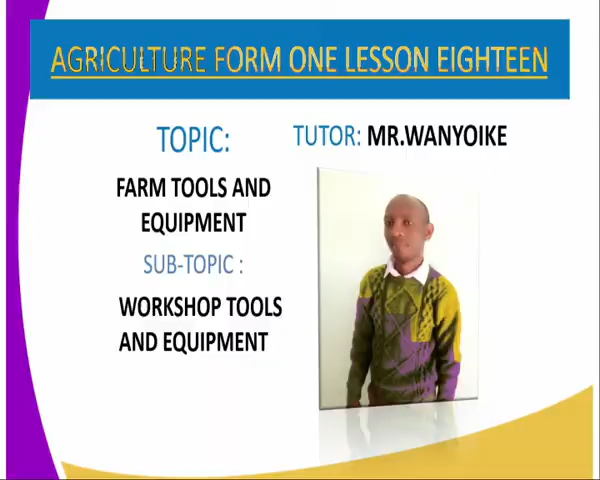 AGRICULTURE FORM ONE LESSON EIGHTEEN
TOPIC:
FARM TOOLS AND
EQUIPMENT
SUB-TOPIC :
WORKSHOP TOOLS
AND EQUIPMENT
TUTOR: MR.WANYOIKE